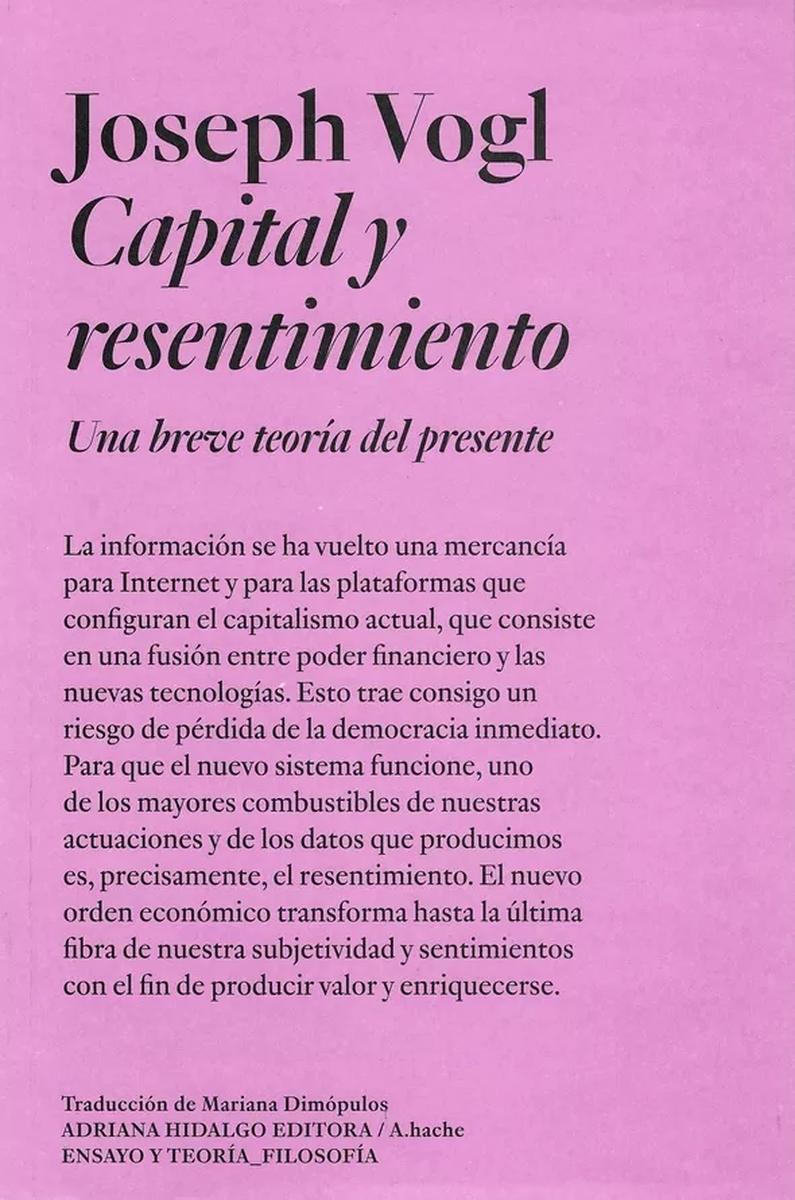 Joseph Vogl
Capital y
resentimiento
Una breve teoría del presente
La información se ha vuelto una mercancía
para Internet y para las plataformas que
configuran el capitalismo actual, que consiste
en una fusión entre poder financiero y las
nuevas tecnologías. Esto trae consigo un
riesgo de pérdida de la democracia inmediato.
Para que el nuevo sistema funcione, uno
de los mayores combustibles de nuestras
actuaciones y de los datos que producimos
es, precisamente, el resentimiento. El nuevo
orden económico transforma hasta la última
fibra de nuestra subjetividad y sentimientos
con el fin de producir valor y enriquecerse.
Traducción de Mariana Dimópulos
ADRIANA HIDALGO EDITORA / A.hache
ENSAYO Y TEORÍA_FILOSOFÍA